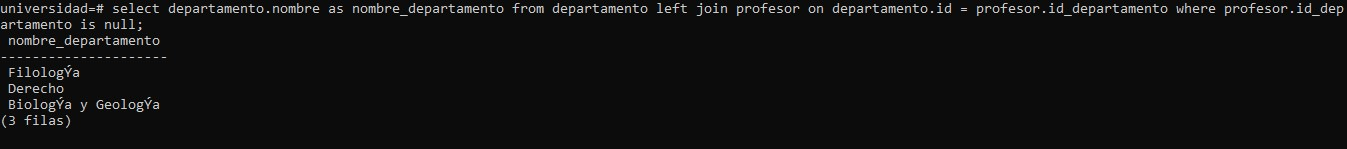 universidad=# select departamento.nombre as nombre_departamento from departamento left join profesor on departamento.id = profesor.id_departamento where profesor.id_dep
artamento is null;
 nombre_departamento
---------------------
 FilologÝa
 Derecho
 BiologÝa y GeologÝa
(3 filas)